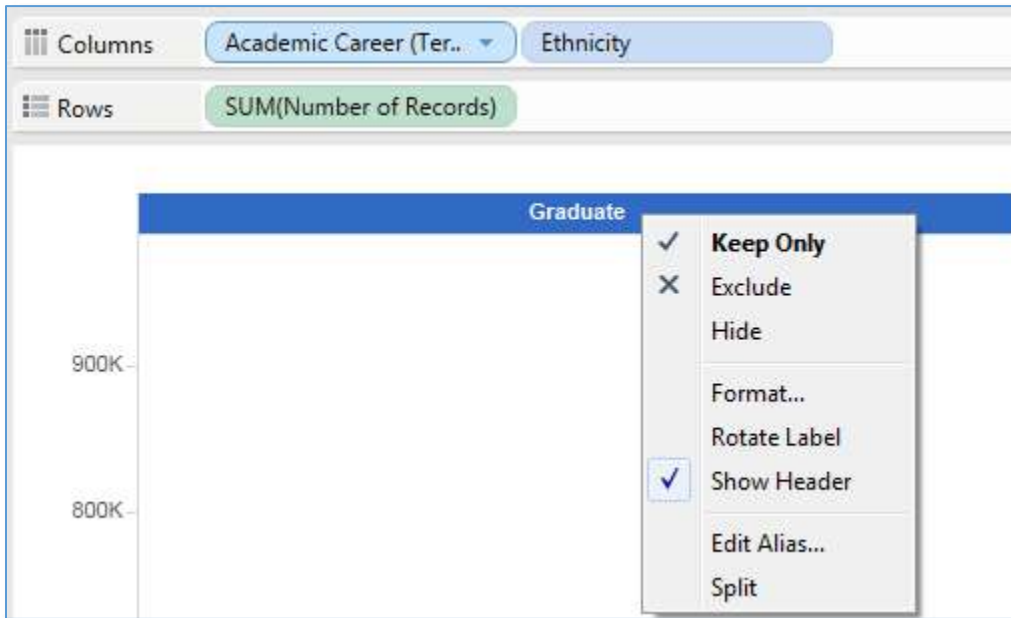 Columns Academic Career (Ter.. Ethnicity
Rows SUM(Number of Records)
Graduate
Keep Only
Exclude
Hide
900K
Format...
Rotate Label
Show Header
800K
Edit Alias...
Split